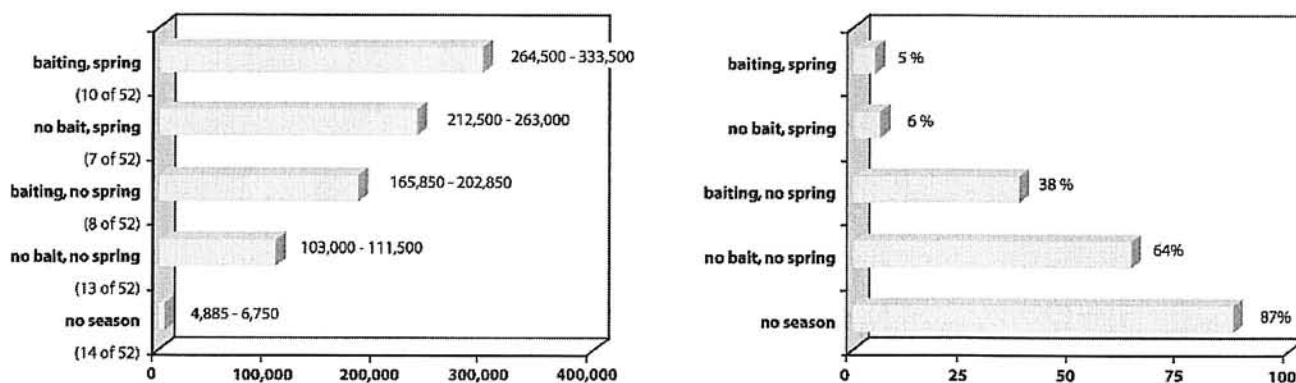 baiting, spring
264,500 - 333,500
(10 of 52)
no bait, spring
212,500 - 263,000
(7 of 52)
baiting, no spring
165,850 - 202,850
(8 of 52)
no bait, no spring
103,000 - 111,500
(13 of 52)
no season
4,885 - 6,750
(14 of 52)
0 100,000 200,000 300,000 400,000
baiting, spring
5 %
no bait, spring
6 %
baiting, no spring
38 %
no bait, no spring
64%
no season
87%
0 25 50 75 100